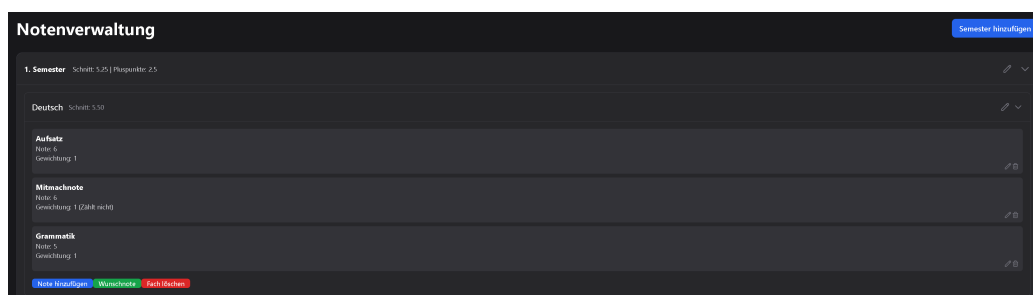 Notenverwaltung
Semester hinzufügen
1. Semester Schnitt: 5.25 | Pluspunkte: 2.5
Deutsch Schnitt: 5.50
Aufsatz
Note: 6
Gewichtung: 1
Mitmachnote
Note: 6
Gewichtung: 1 (Zählt nicht)
Grammatik
Note: 5
Gewichtung: 1
Note hinzufügen Wunschnote Fach löschen